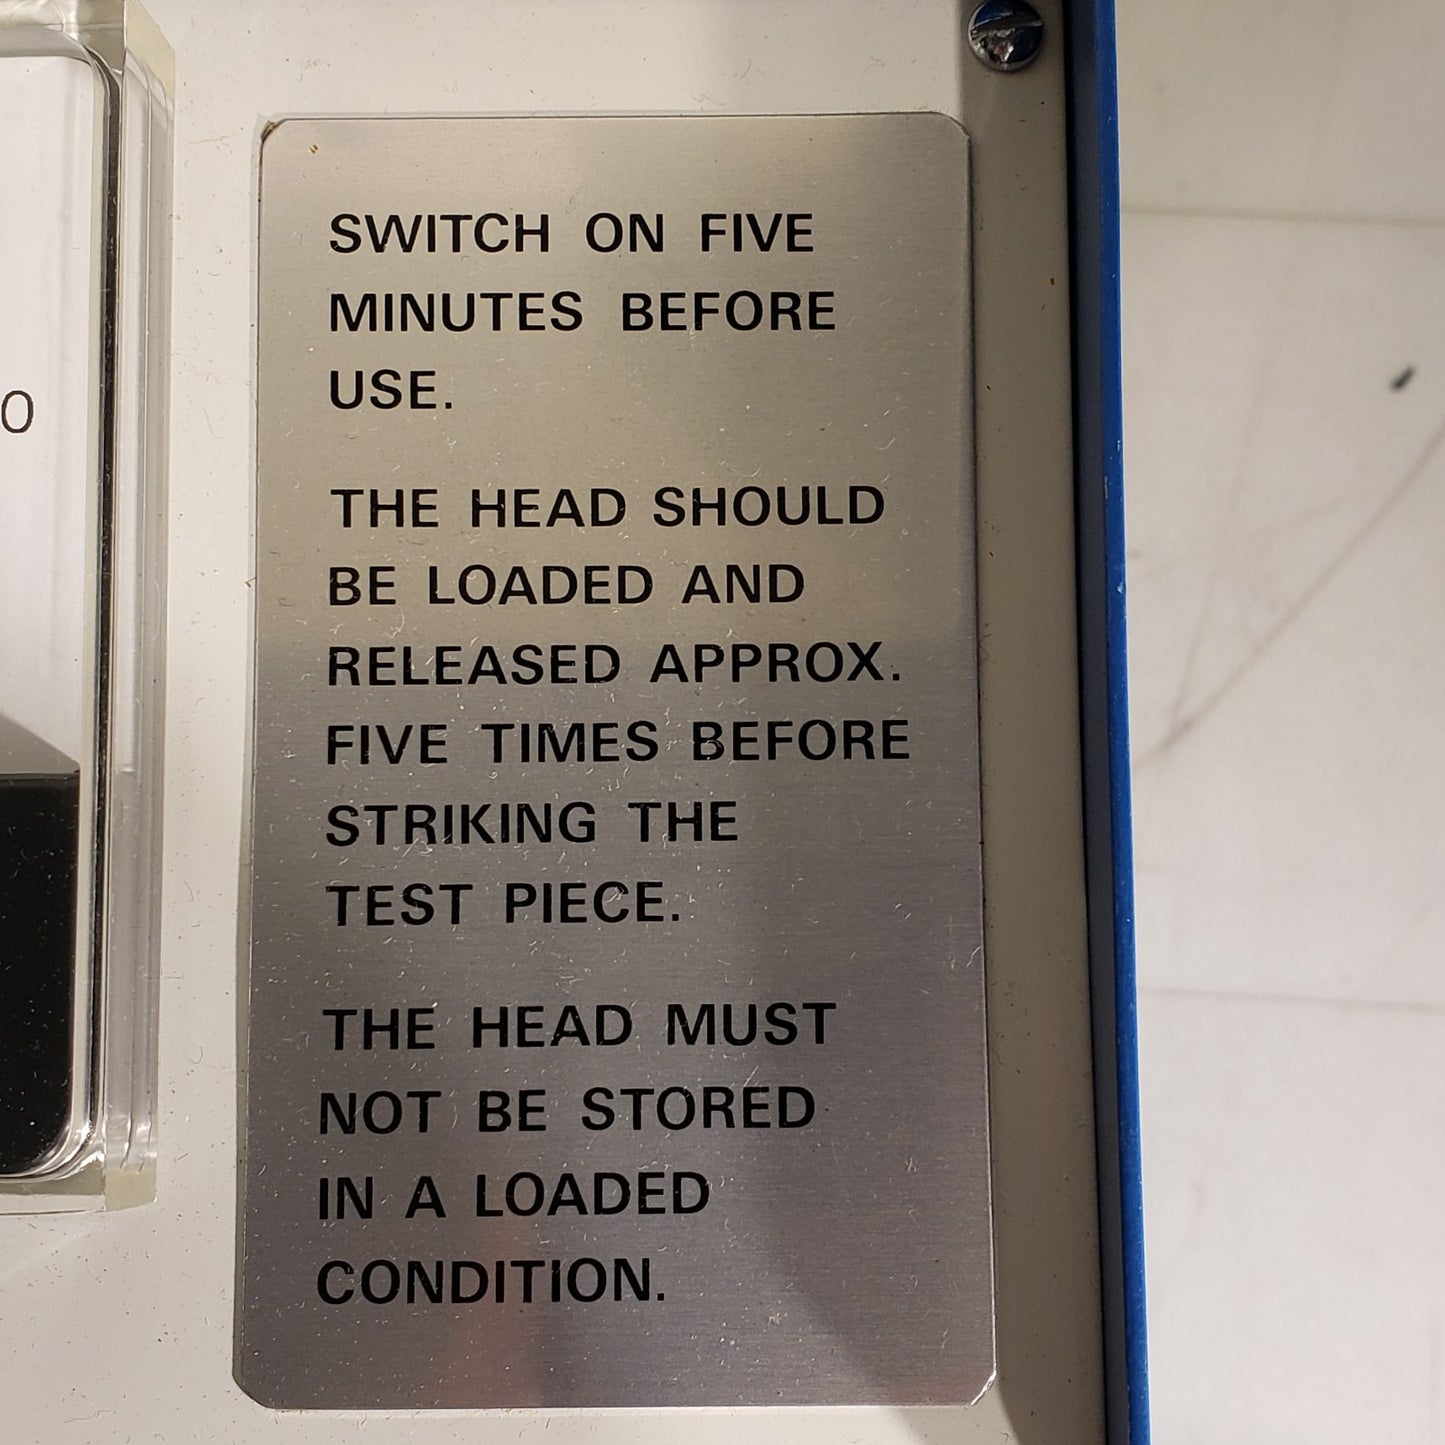 SWITCH ON FIVE
MINUTES BEFORE
USE.
THE HEAD SHOULD
BE LOADED AND
RELEASED APPROX.
FIVE TIMES BEFORE
STRIKING THE
TEST PIECE.
THE HEAD MUST
NOT BE STORED
IN A LOADED
CONDITION.